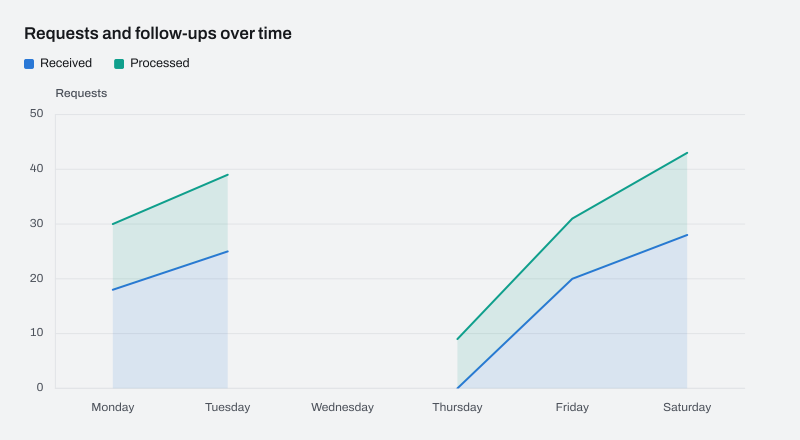 Requests and follow-ups over time
Received Processed
Requests
50
40
30
20
10
0
Monday Tuesday Wednesday Thursday Friday Saturday